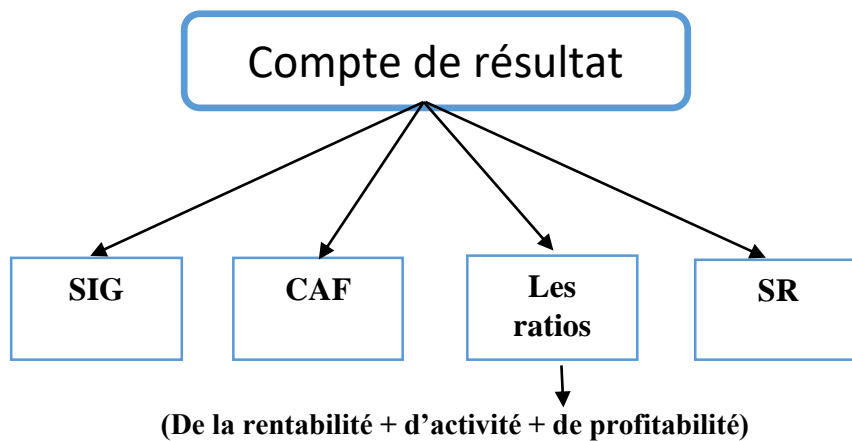 Compte de résultat
SIG
CAF
Les
ratios
SR
(De la rentabilité + d’activité + de profitabilité)